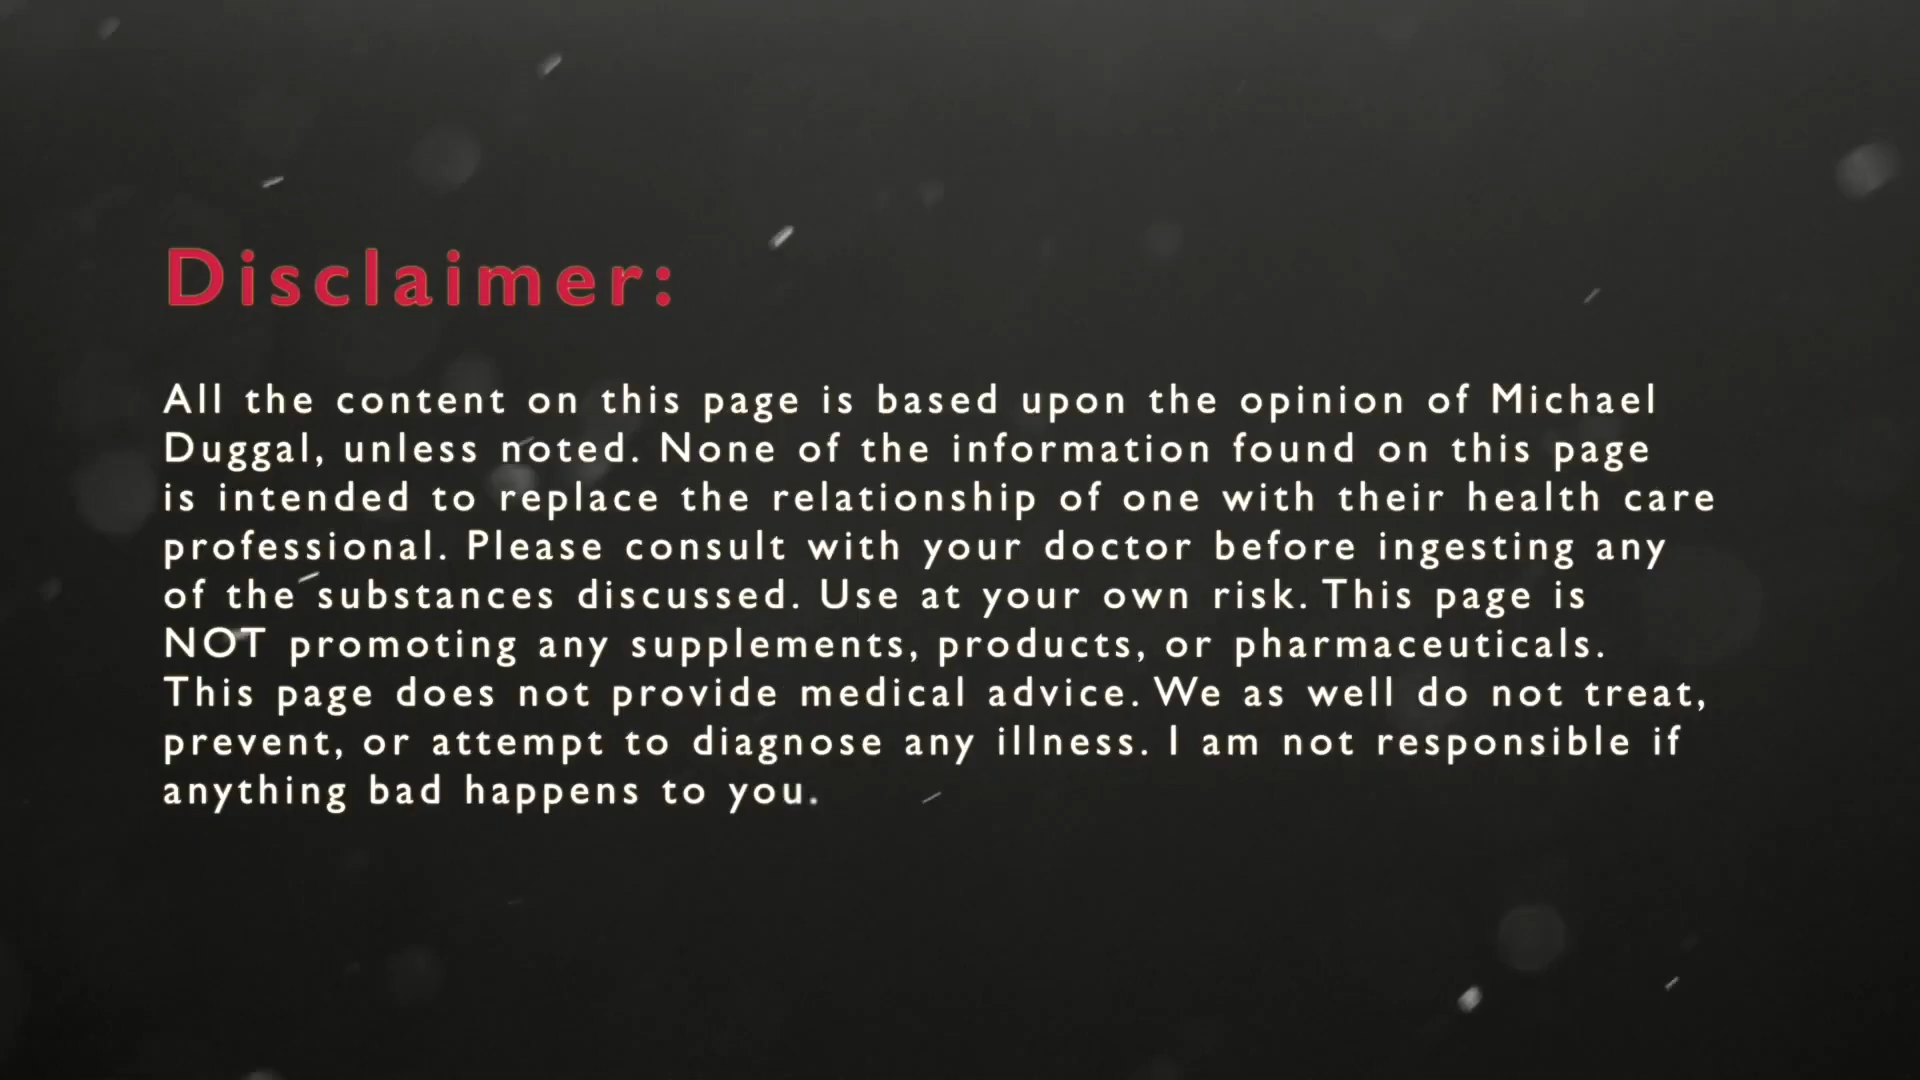 Disclaimer:
All the content on this page is based upon the opinion of Michael
Duggal, unless noted. None of the information found on this page
is intended to replace the relationship of one with their health care
professional. Please consult with your doctor before ingesting any
of the substances discussed. Use at your own risk. This page is
NOT promoting any supplements, products, or pharmaceuticals.
This page does not provide medical advice. We as well do not treat,
prevent, or attempt to diagnose any illness. I am not responsible if
anything bad happens to you.